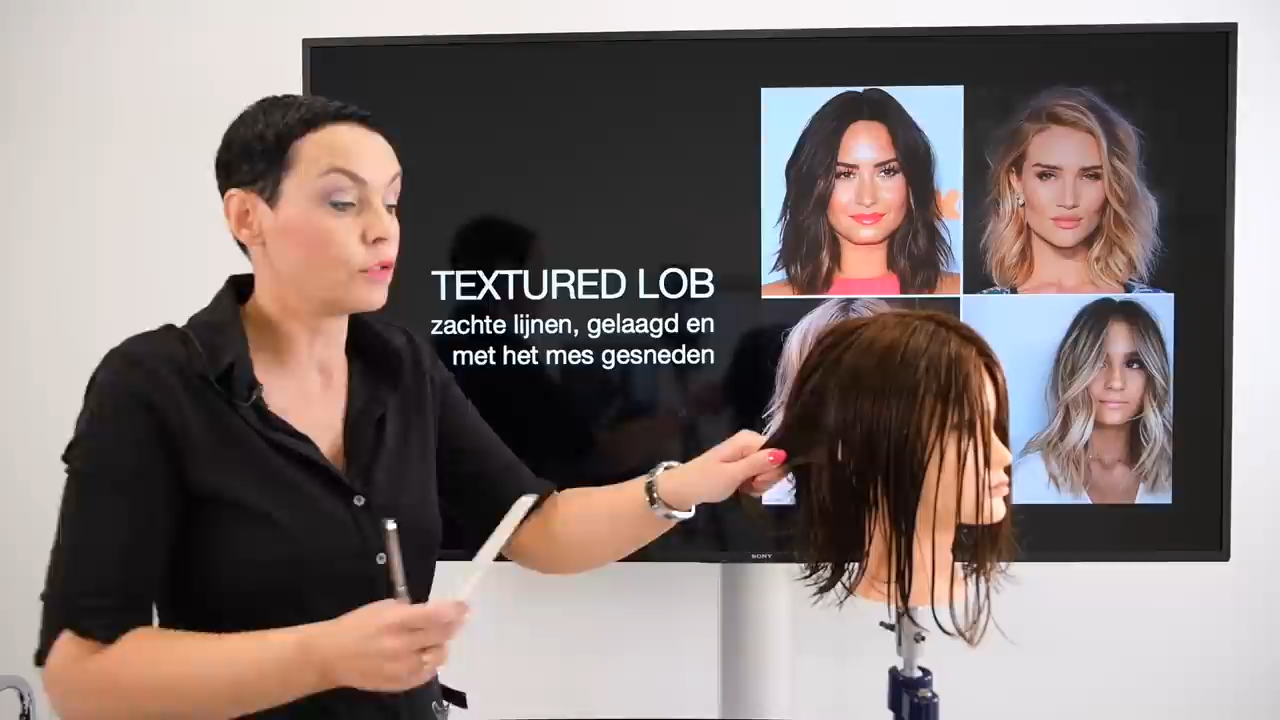 TEXTURED LOB
zachte lijnen, gelaagd en
met het mes gesneden
SONY